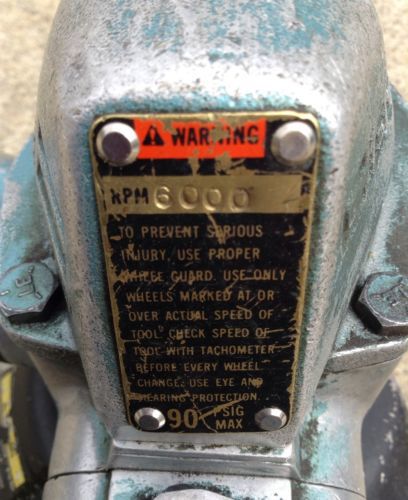 WARNING
RPM 6000
TO PREVENT SERIOUS
INJURY, USE PROPER
WHEEL GUARD. USE ONLY
WHEELS MARKED AT OR
OVER ACTUAL SPEED OF
TOOL. CHECK SPEED OF
TOOL WITH TACHOMETER
BEFORE EVERY WHEEL
CHANGE. USE EYE AND
HEARING PROTECTION.
90 PSIG
MAX